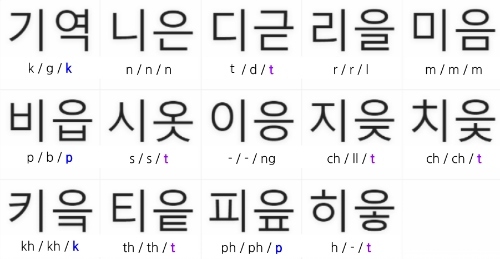 기역 니은 디귿 리을 미음
k / g / k n / n / n t / d / t r / r / l m / m / m
비읍 시옷 이응 지읒 치읓
p / b / p s / s / t - / - / ng ch / ll / t ch / ch / t
키읔 티읕 피읖 히읗
kh / kh / k th / th / t ph / ph / p h / - / t